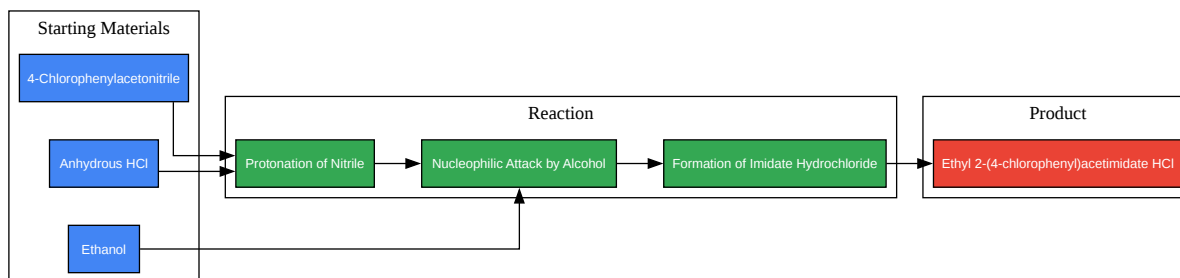 Starting Materials
4-Chlorophenylacetonitrile
Anhydrous HCl
Ethanol
Reaction
Protonation of Nitrile
Nucleophilic Attack by Alcohol
Formation of Imidate Hydrochloride
Product
Ethyl 2-(4-chlorophenyl)acetimidate HCl